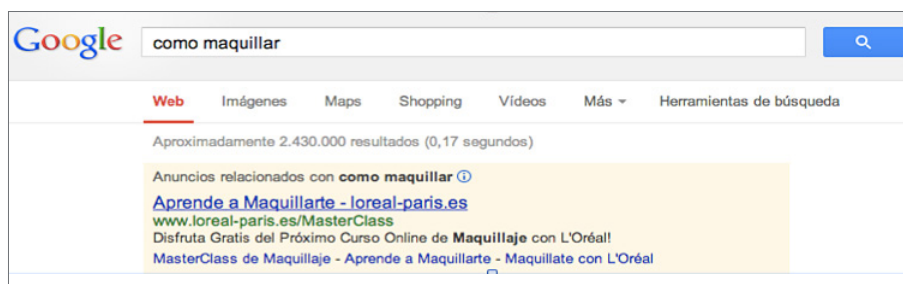 Google como maquillar
Web Imágenes Maps Shopping Vídeos Más Herramientas de búsqueda
Aproximadamente 2.430.000 resultados (0,17 segundos)
Anuncios relacionados con como maquillar
Aprende a Maquillarte - loreal-paris.es
www.loreal-paris.es/MasterClass
Disfruta Gratis del Próximo Curso Online de Maquillaje con L'Oréal!
MasterClass de Maquillaje - Aprende a Maquillarte - Maquillate con L'Oréal